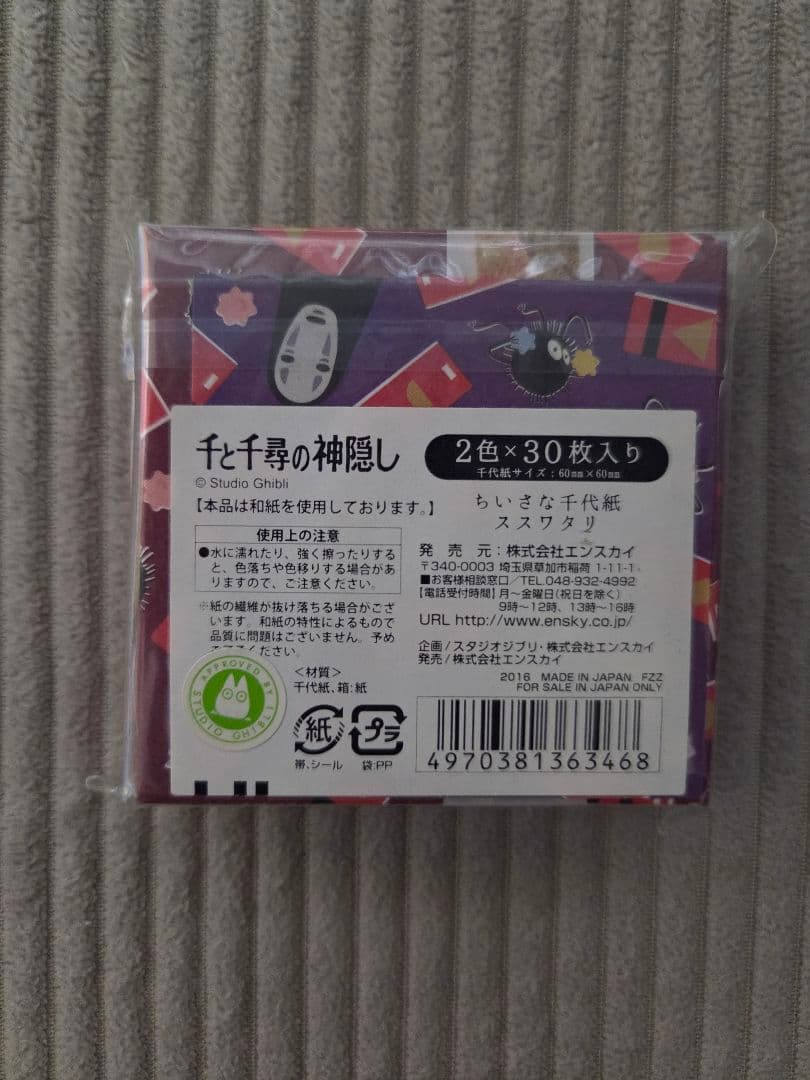 千と千尋の神隠し
© Studio Ghibli
【本品は和紙を使用しております。】
使用上の注意
●水に濡れたり、強く擦ったりする
と、色落ちや色移りする場合があ
りますので、ご注意ください。
※紙の繊維が抜け落ちる場合がござ
います。和紙の特性によるもので
品質に問題はございません。予め
ください。
APPROVED BY STUDIO GHIBLI
<材質>
千代紙、箱:紙
紙
帯、シール
プラ
袋:PP
2色×30枚入り
千代紙サイズ:60mm×60mm
ちいさな千代紙
ススワタリ
発 売 元:株式会社エンスカイ
〒340-0003 埼玉県草加市稲荷 1-11-1
■お客様相談窓口/TEL.048-932-4992
【電話受付時間】月〜金曜日(祝日を除く)
9時〜12時、13時〜16時
URL http://www.ensky.co.jp/
企画/スタジオジブリ・株式会社エンスカイ
発売/株式会社エンスカイ
2016 MADE IN JAPAN FZZ
FOR SALE IN JAPAN ONLY
4970381363468